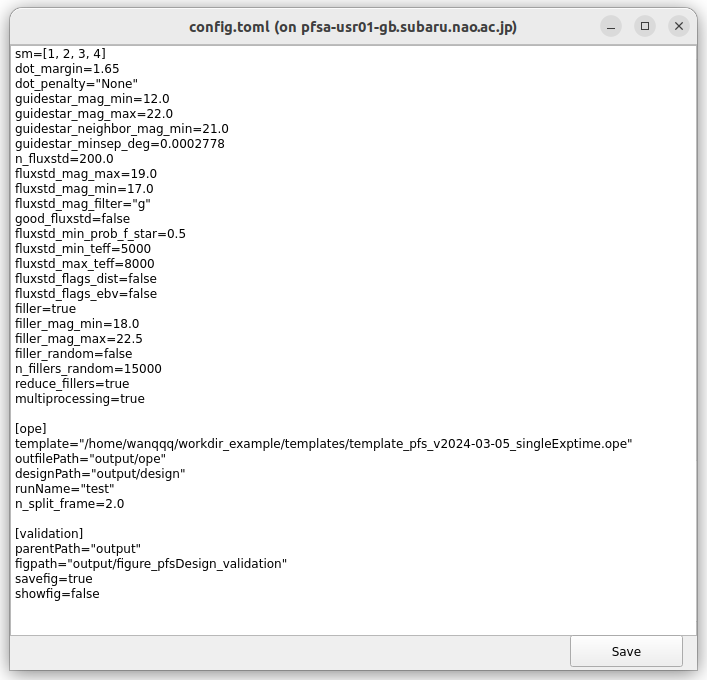 config.toml (on pfsa-usr01-gb.subaru.nao.ac.jp)
sm=[1, 2, 3, 4]
dot_margin=1.65
dot_penalty="None"
guidestar_mag_min=12.0
guidestar_mag_max=22.0
guidestar_neighbor_mag_min=21.0
guidestar_minsep_deg=0.0002778
n_fluxstd=200.0
fluxstd_mag_max=19.0
fluxstd_mag_min=17.0
fluxstd_mag_filter="g"
good_fluxstd=false
fluxstd_min_prob_f_star=0.5
fluxstd_min_teff=5000
fluxstd_max_teff=8000
fluxstd_flags_dist=false
fluxstd_flags_ebv=false
filler=true
filler_mag_min=18.0
filler_mag_max=22.5
filler_random=false
n_fillers_random=15000
reduce_fillers=true
multiprocessing=true
[ope]
template="/home/wanqqq/workdir_example/templates/template_pfs_v2024-03-05_singleExptime.ope"
outfilePath="output/ope"
designPath="output/design"
runName="test"
n_split_frame=2.0
[validation]
parentPath="output"
figpath="output/figure_pfsDesign_validation"
savefig=true
showfig=false
Save